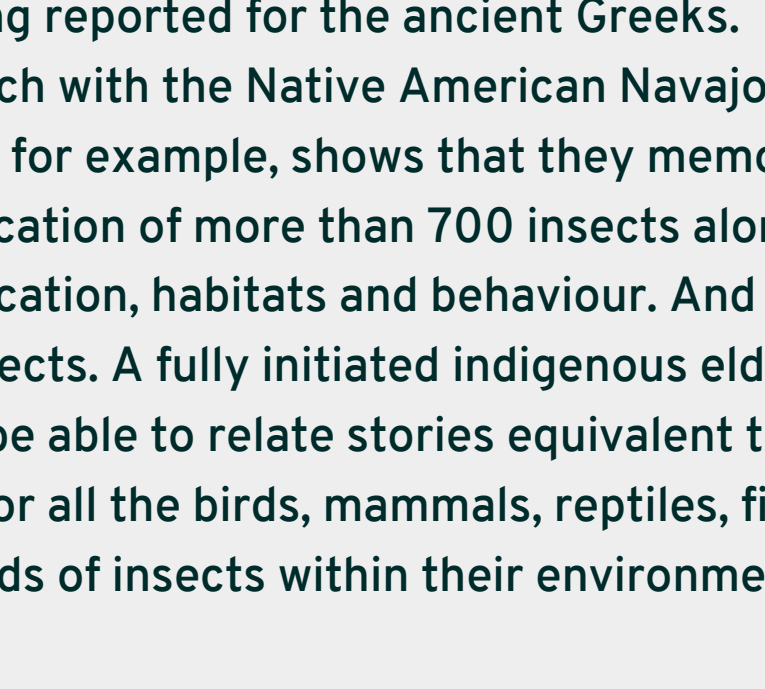 ng reported for the ancient Greeks.
ch with the Native American Navajo
for example, shows that they memo
cation of more than 700 insects alon
cation, habitats and behaviour. And
ects. A fully initiated indigenous eld
be able to relate stories equivalent t
or all the birds, mammals, reptiles, fi
ds of insects within their environme